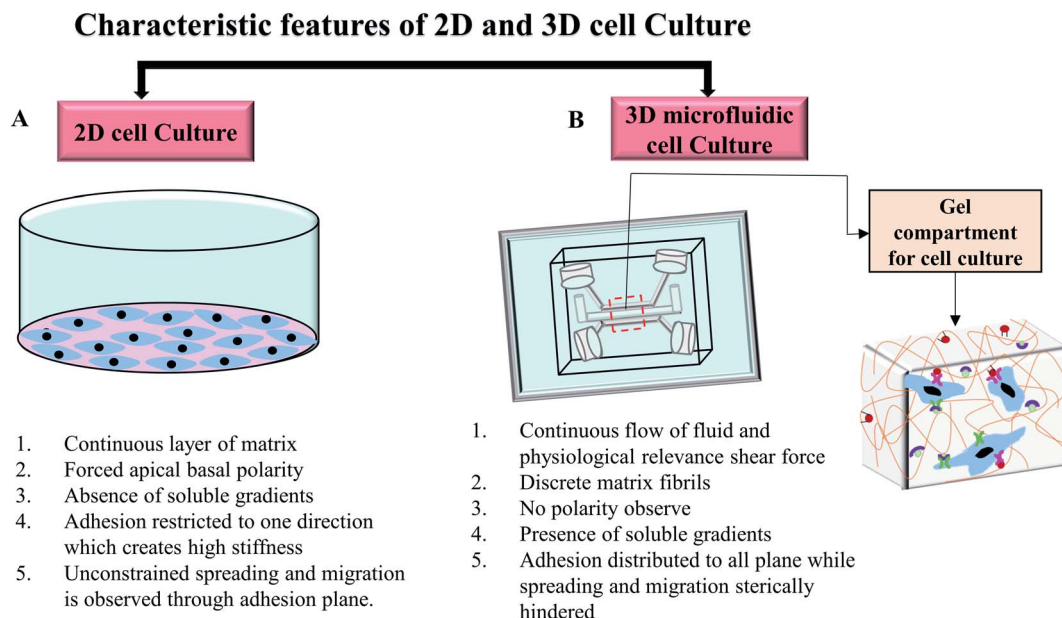 Characteristic features of 2D and 3D cell Culture
A
2D cell Culture
1. Continuous layer of matrix
2. Forced apical basal polarity
3. Absence of soluble gradients
4. Adhesion restricted to one direction
which creates high stiffness
5. Unconstrained spreading and migration
is observed through adhesion plane.
B
3D microfluidic
cell Culture
Gel
compartment
for cell culture
1. Continuous flow of fluid and
physiological relevance shear force
2. Discrete matrix fibrils
3. No polarity observe
4. Presence of soluble gradients
5. Adhesion distributed to all plane while
spreading and migration sterically
hindered